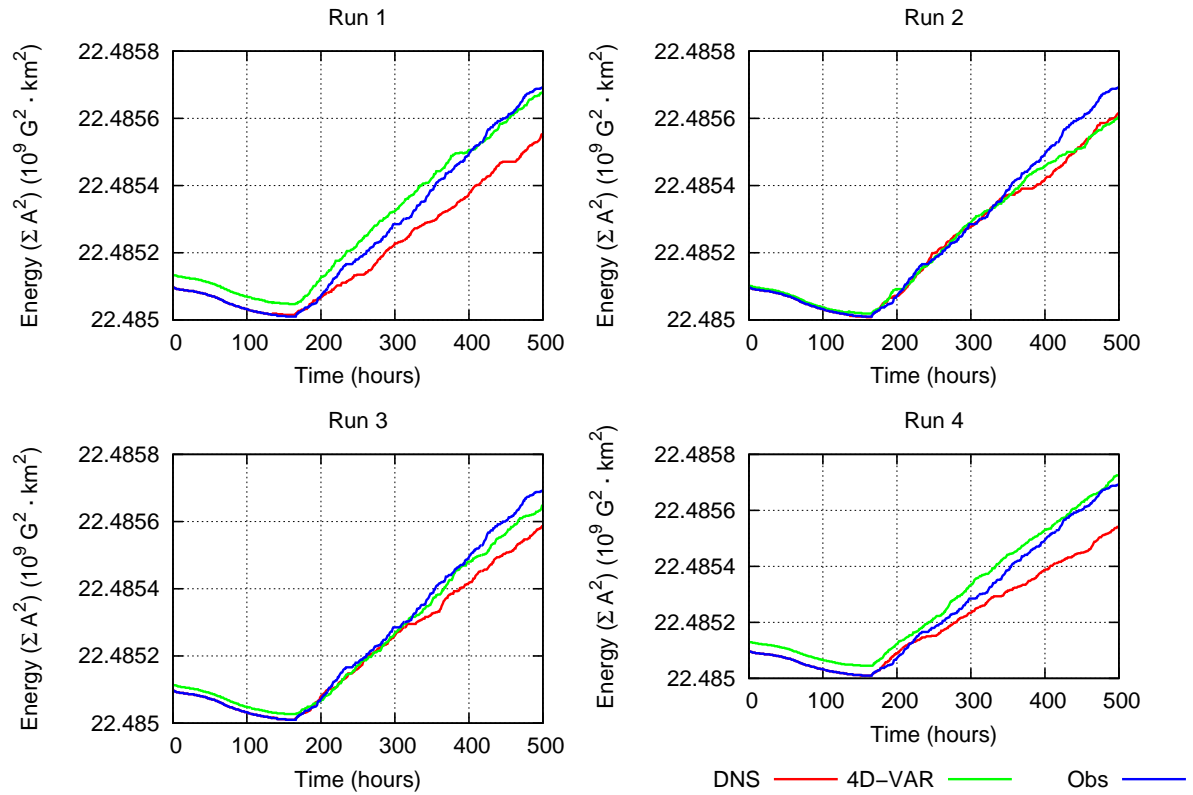 Run 1
Energy (Σ A²) (10⁹ G² · km²)
22.4858
22.4856
22.4854
22.4852
22.485
0 100 200 300 400 500
Time (hours)
Run 2
Energy (Σ A²) (10⁹ G² · km²)
22.4858
22.4856
22.4854
22.4852
22.485
0 100 200 300 400 500
Time (hours)
Run 3
Energy (Σ A²) (10⁹ G² · km²)
22.4858
22.4856
22.4854
22.4852
22.485
0 100 200 300 400 500
Time (hours)
Run 4
Energy (Σ A²) (10⁹ G² · km²)
22.4858
22.4856
22.4854
22.4852
22.485
0 100 200 300 400 500
Time (hours)
DNS 4D−VAR Obs